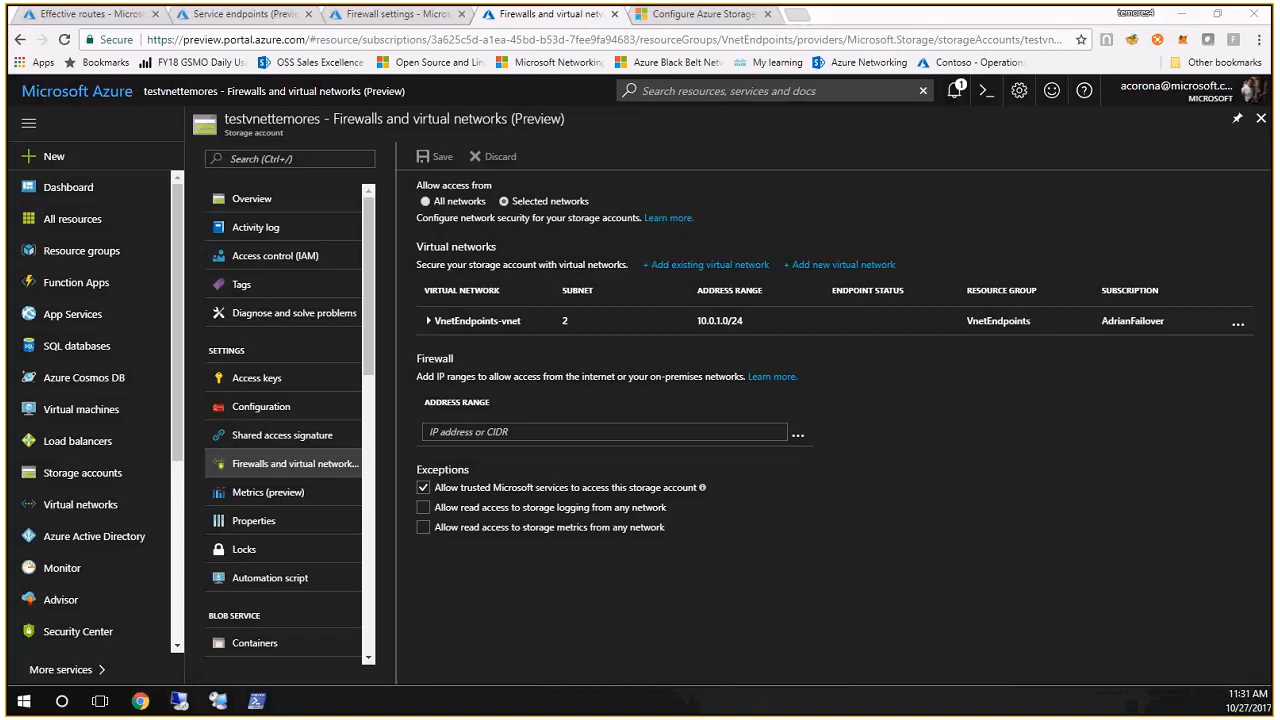 Effective routes - Micros
Service endpoints (Previe
Firewall settings - Micros
Firewalls and virtual netw
Configure Azure Storage
temores4
Secure
https://preview.portal.azure.com/#resource/subscriptions/3a625c5d-a1ea-45bd-b53d-7fee9fa94683/resourceGroups/VnetEndpoints/providers/Microsoft.Storage/storageAccounts/testvn...
Apps
Bookmarks
FY18 GSMO Daily Us
OSS Sales Excellence
Open Source and Lin
Microsoft Networking
Azure Black Belt Netw
My learning
Azure Networking
Contoso - Operation
Other bookmarks
Microsoft Azure
testvnettemores - Firewalls and virtual networks (Preview)
Search resources, services and docs
1
acorona@microsoft.c...
MICROSOFT
testvnettemores - Firewalls and virtual networks (Preview)
Storage account
New
Dashboard
All resources
Resource groups
Function Apps
App Services
SQL databases
Azure Cosmos DB
Virtual machines
Load balancers
Storage accounts
Virtual networks
Azure Active Directory
Monitor
Advisor
Security Center
More services
Search (Ctrl+/)
Overview
Activity log
Access control (IAM)
Tags
Diagnose and solve problems
SETTINGS
Access keys
Configuration
Shared access signature
Firewalls and virtual network...
Metrics (preview)
Properties
Locks
Automation script
BLOB SERVICE
Containers
Save
Discard
Allow access from
All networks
Selected networks
Configure network security for your storage accounts. Learn more.
Virtual networks
Secure your storage account with virtual networks. + Add existing virtual network + Add new virtual network
VIRTUAL NETWORK SUBNET ADDRESS RANGE ENDPOINT STATUS RESOURCE GROUP SUBSCRIPTION
VnetEndpoints-vnet 2 10.0.1.0/24 VnetEndpoints AdrianFailover ...
Firewall
Add IP ranges to allow access from the internet or your on-premises networks. Learn more.
ADDRESS RANGE
IP address or CIDR ...
Exceptions
Allow trusted Microsoft services to access this storage account
Allow read access to storage logging from any network
Allow read access to storage metrics from any network
11:31 AM
10/27/2017